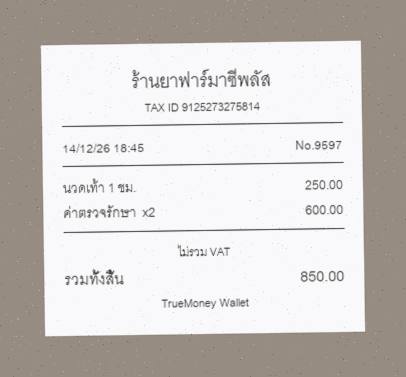 ร้านยาฟาร์มาซีพลัส
TAX ID 9125273275814
14/12/26 18:45 No.9597
นวดเท้า 1 ชม. 250.00
ค่าตรวจรักษา x2 600.00
ไม่รวม VAT
รวมทั้งสิ้น 850.00
TrueMoney Wallet